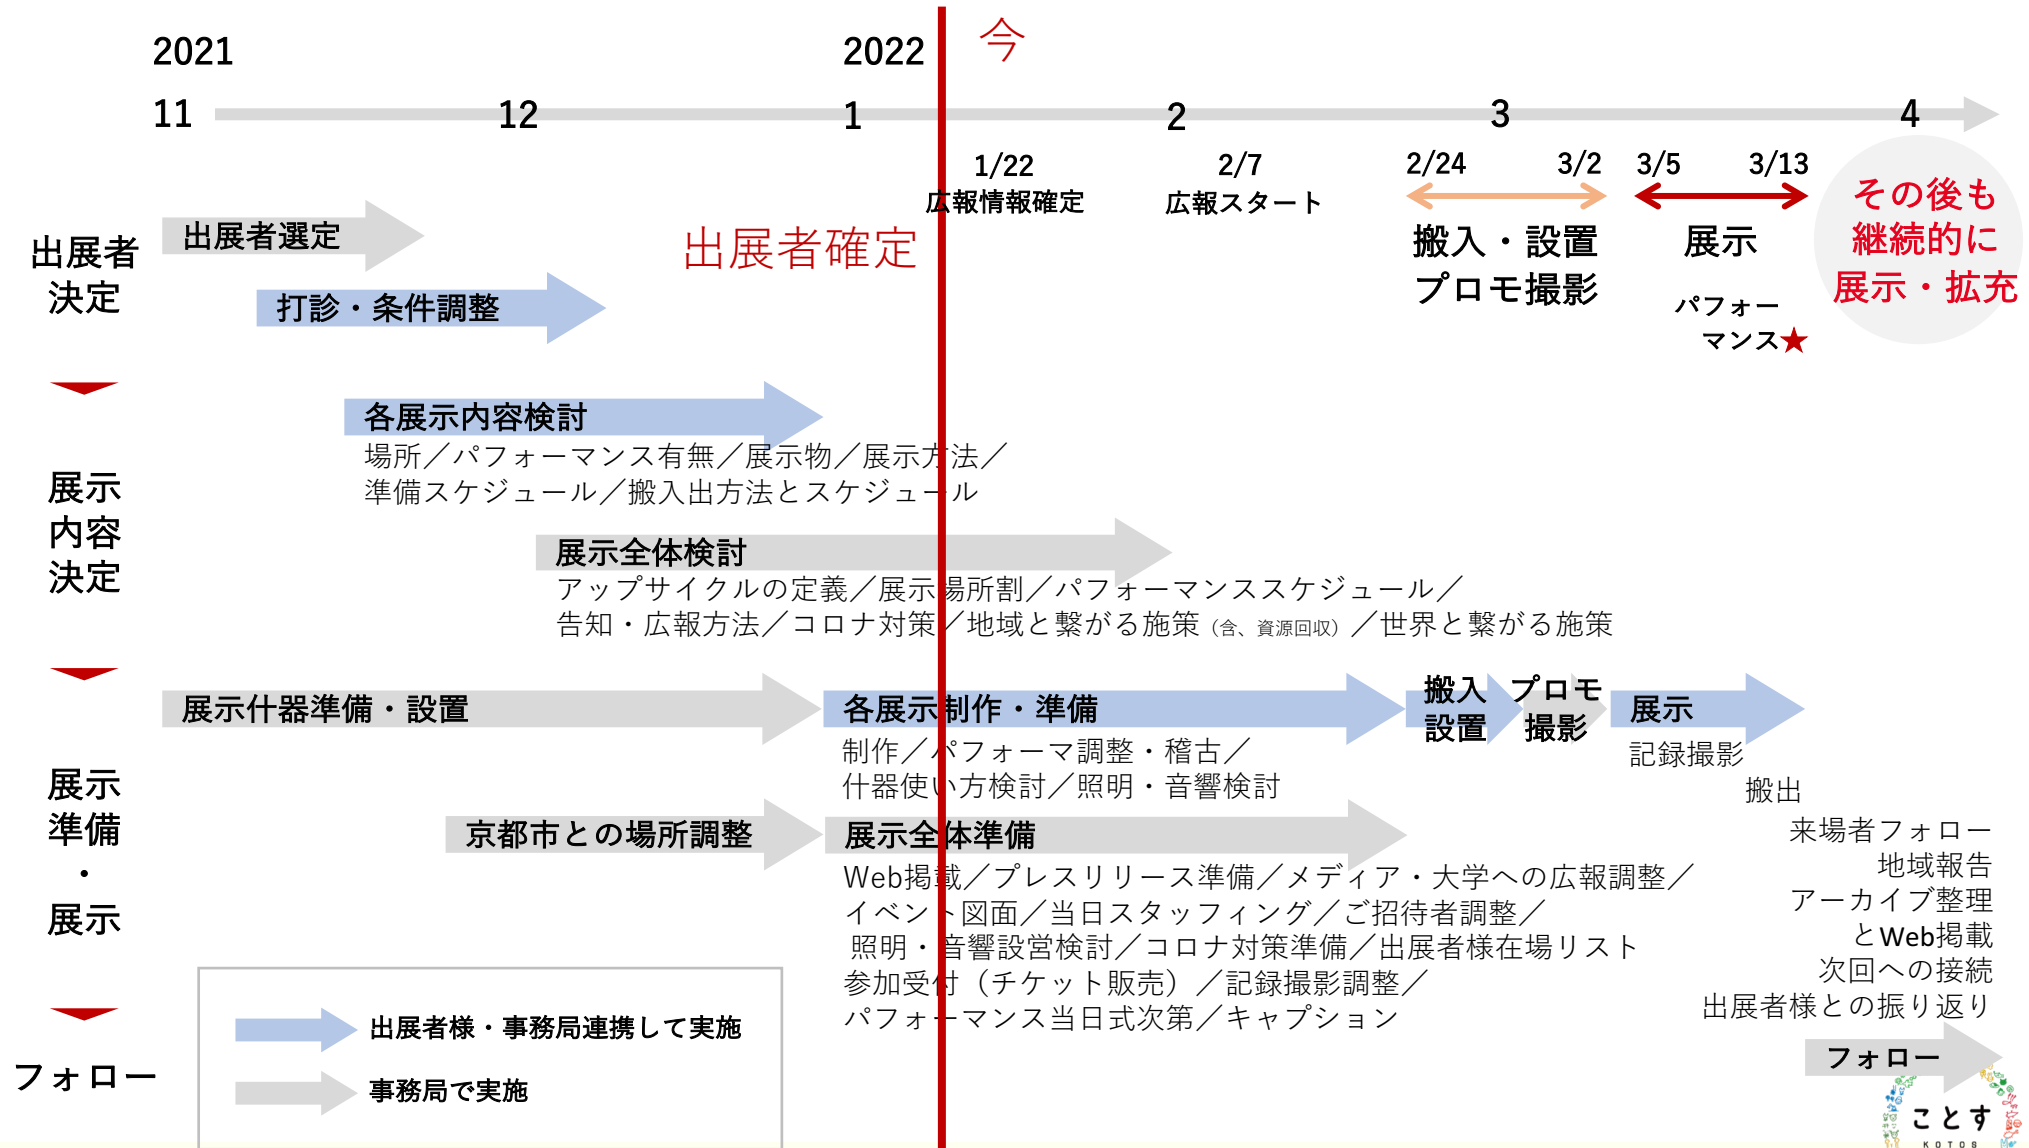 2021
2022
今
11
12
1
2
3
4
1/22
広報情報確定
2/7
広報スタート
2/24
3/2
3/5
3/13
搬入・設置
プロモ撮影
展示
パフォー
マンス★
その後も
継続的に
展示・拡充
出展者
決定
出展者選定
出展者確定
打診・条件調整
展示
内容
決定
各展示内容検討
場所／パフォーマンス有無／展示物／展示方法／
準備スケジュール／搬入出方法とスケジュール
展示全体検討
アップサイクルの定義／展示場所割／パフォーマンススケジュール／
告知・広報方法／コロナ対策／地域と繋がる施策（含、資源回収）／世界と繋がる施策
展示
準備
・
展示
展示什器準備・設置
各展示制作・準備
制作／パフォーマ調整・稽古／
什器使い方検討／照明・音響検討
搬入
設置
プロモ
撮影
展示
記録撮影
搬出
京都市との場所調整
展示全体準備
Web掲載／プレスリリース準備／メディア・大学への広報調整／
イベント図面／当日スタッフィング／ご招待者調整／
照明・音響設営検討／コロナ対策準備／出展者様在場リスト
参加受付（チケット販売）／記録撮影調整／
パフォーマンス当日式次第／キャプション
来場者フォロー
地域報告
アーカイブ整理
とWeb掲載
次回への接続
出展者様との振り返り
フォロー
フォロー
出展者様・事務局連携して実施
事務局で実施
ことす
KOTOS